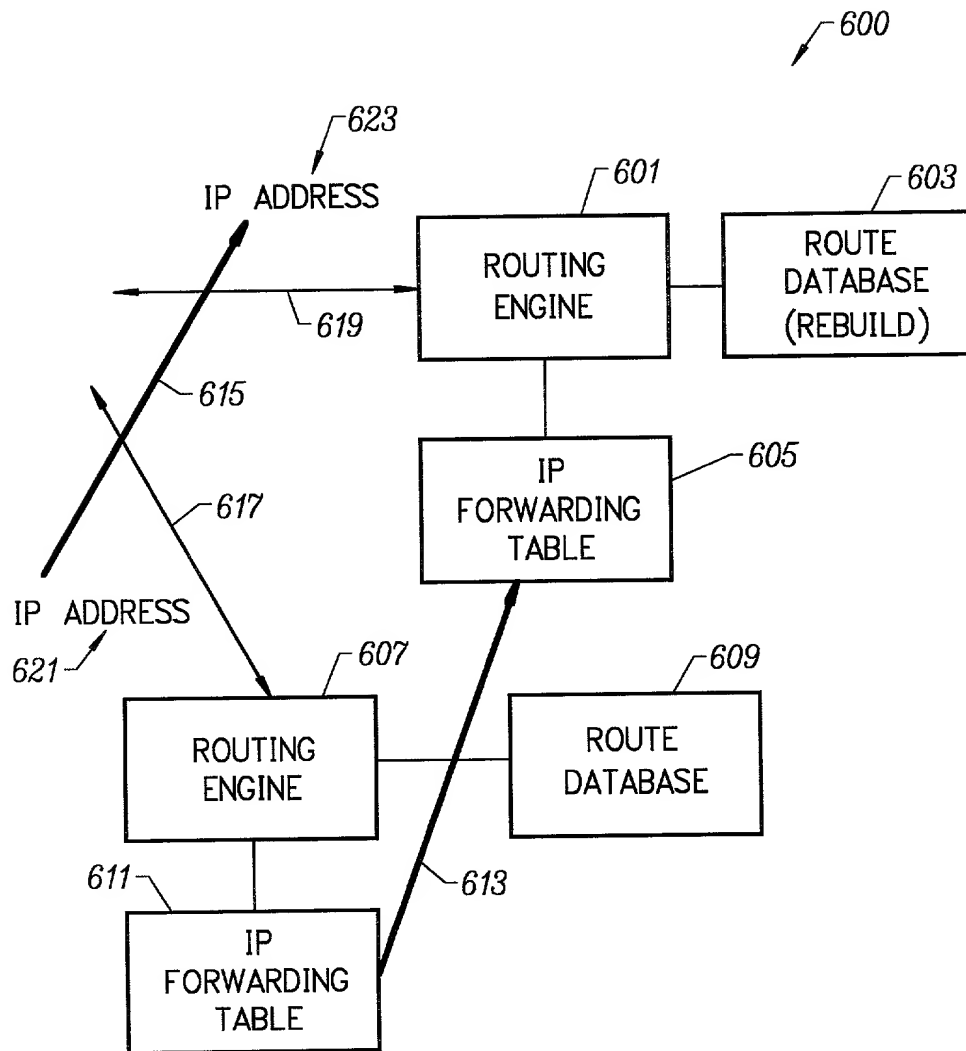 600
623
IP ADDRESS
601
603
ROUTING
ENGINE
ROUTE
DATABASE
(REBUILD)
619
615
605
IP
FORWARDING
TABLE
617
IP ADDRESS
621
607
609
ROUTING
ENGINE
ROUTE
DATABASE
611
613
IP
FORWARDING
TABLE